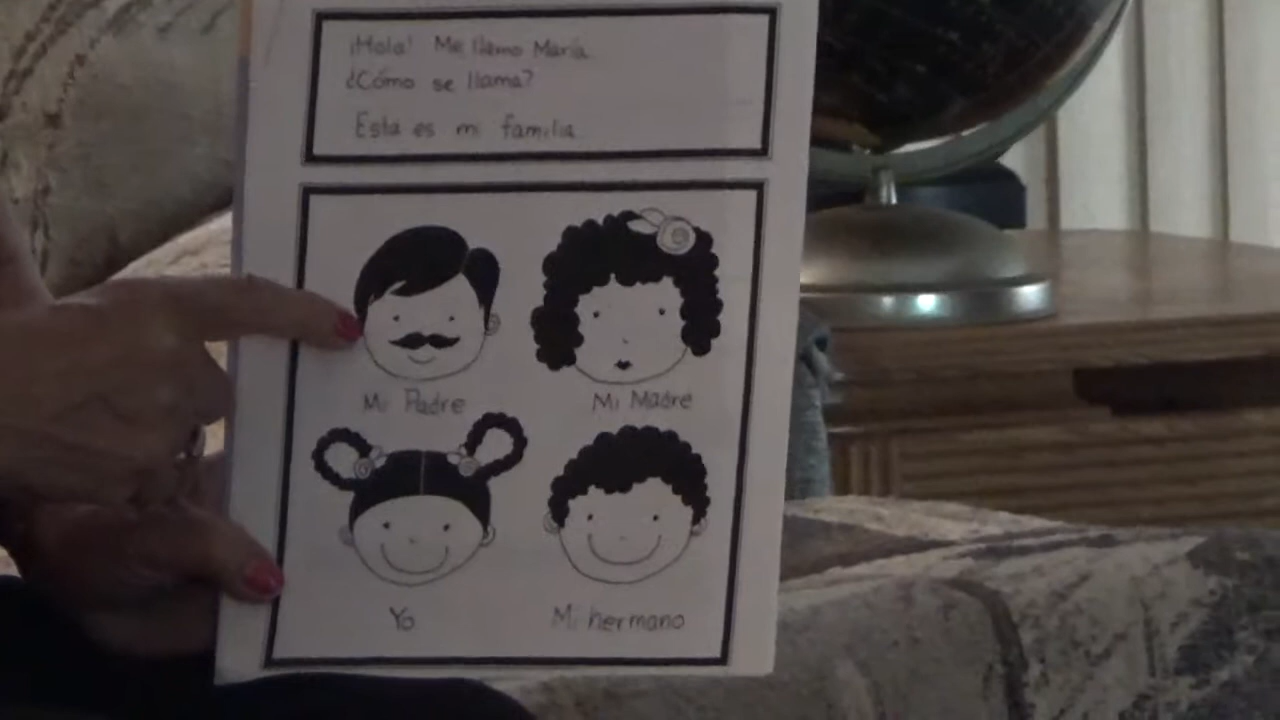 ¡Hola! Me llamo María.
¿Cómo se llama?
Esta es mi familia.
Mi Padre
Mi Madre
Yo
Mi hermano